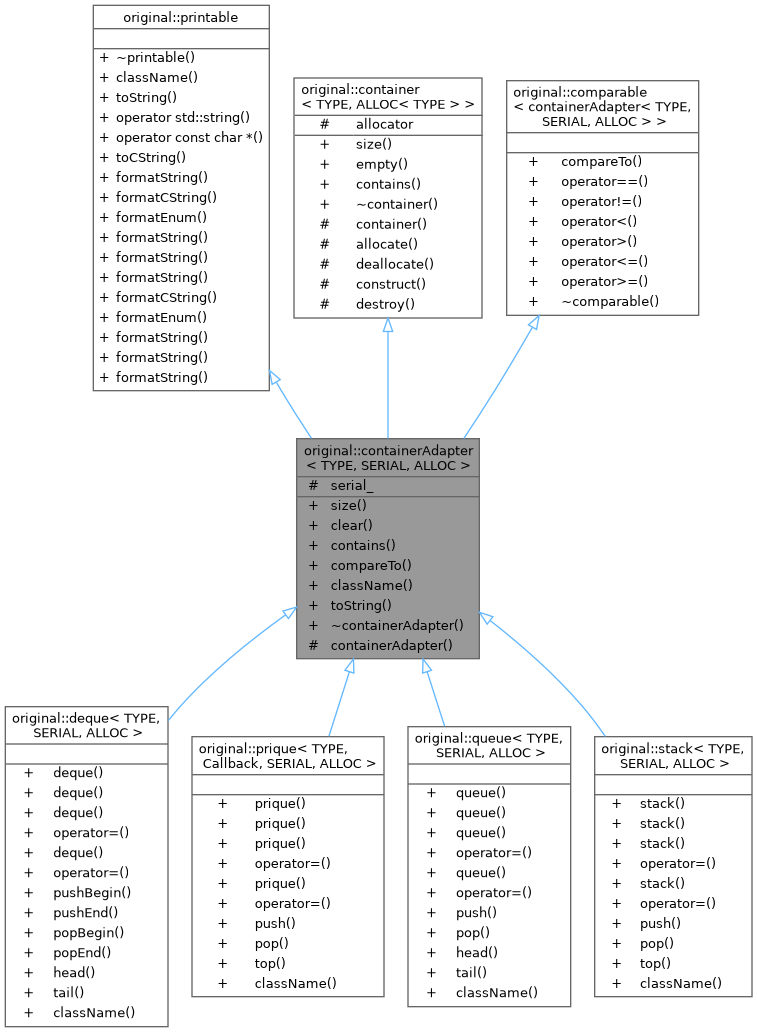 original::printable
+ ~printable()
+ className()
+ toString()
+ operator std::string()
+ operator const char *()
+ toCString()
+ formatString()
+ formatCString()
+ formatEnum()
+ formatString()
+ formatString()
+ formatString()
+ formatCString()
+ formatEnum()
+ formatString()
+ formatString()
+ formatString()
original::container
< TYPE, ALLOC< TYPE > >
# allocator
+ size()
+ empty()
+ contains()
+ ~container()
# container()
# allocate()
# deallocate()
# construct()
# destroy()
original::comparable
< containerAdapter< TYPE,
SERIAL, ALLOC > >
+ compareTo()
+ operator==()
+ operator!=()
+ operator<()
+ operator>()
+ operator<=()
+ operator>=()
+ ~comparable()
original::containerAdapter
< TYPE, SERIAL, ALLOC >
# serial_
+ size()
+ clear()
+ contains()
+ compareTo()
+ className()
+ toString()
+ ~containerAdapter()
# containerAdapter()
original::deque< TYPE,
SERIAL, ALLOC >
+ deque()
+ deque()
+ deque()
+ operator=()
+ deque()
+ operator=()
+ pushBegin()
+ pushEnd()
+ popBegin()
+ popEnd()
+ head()
+ tail()
+ className()
original::prique< TYPE,
Callback, SERIAL, ALLOC >
+ prique()
+ prique()
+ prique()
+ operator=()
+ prique()
+ operator=()
+ push()
+ pop()
+ top()
+ className()
original::queue< TYPE,
SERIAL, ALLOC >
+ queue()
+ queue()
+ queue()
+ operator=()
+ queue()
+ operator=()
+ push()
+ pop()
+ head()
+ tail()
+ className()
original::stack< TYPE,
SERIAL, ALLOC >
+ stack()
+ stack()
+ stack()
+ operator=()
+ stack()
+ operator=()
+ push()
+ pop()
+ top()
+ className()